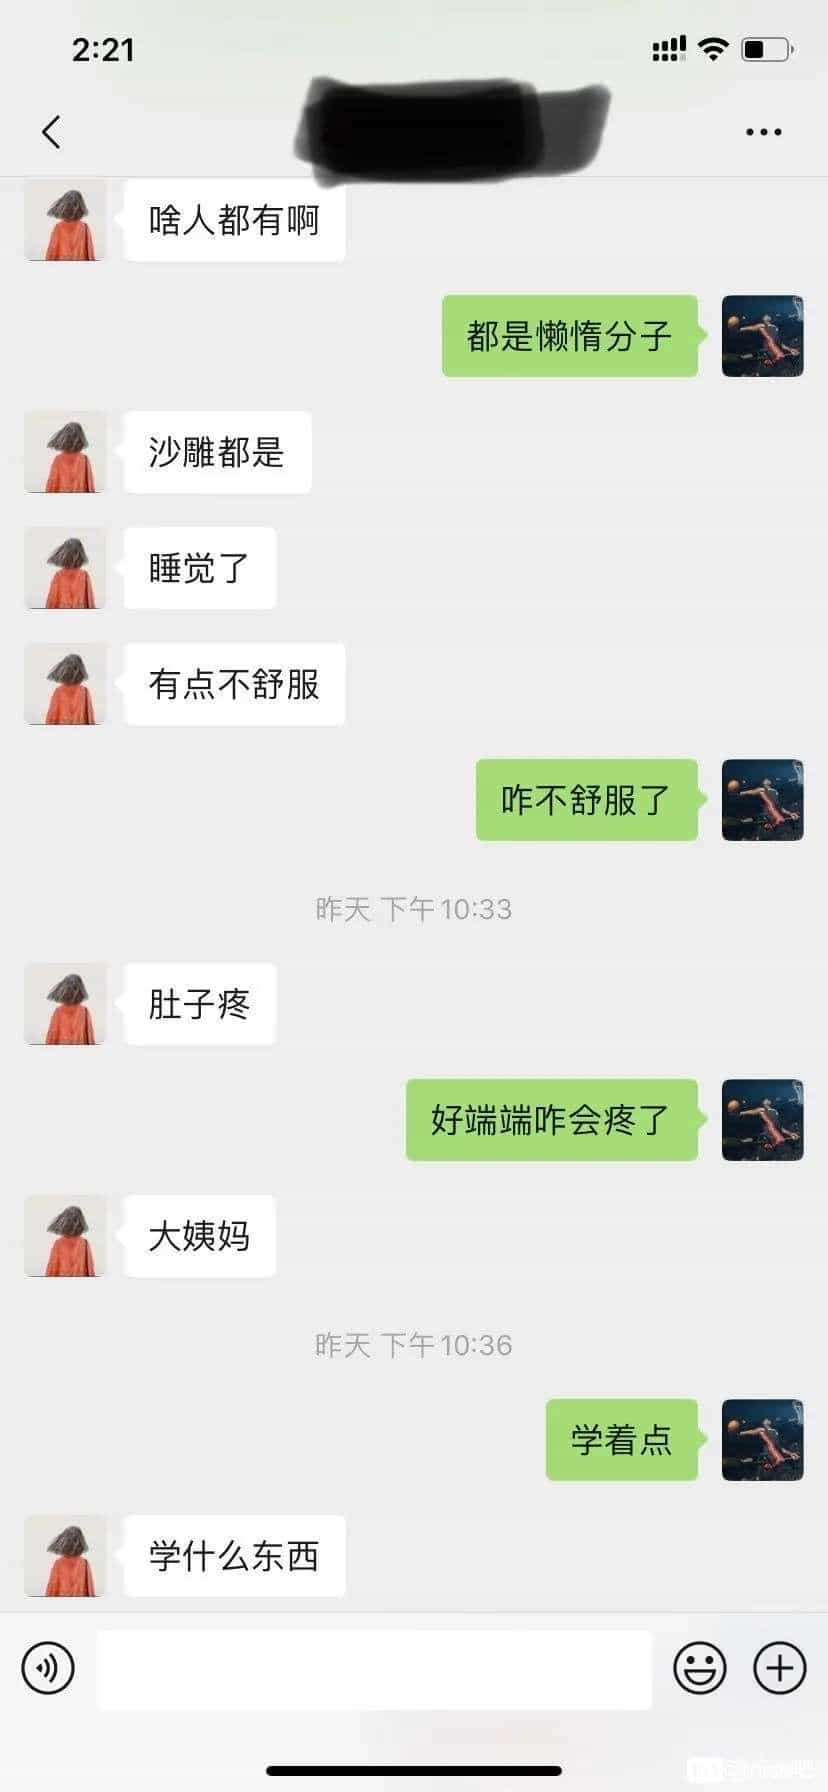 2:21
啥人都有啊
都是懒惰分子
沙雕都是
睡觉了
有点不舒服
咋不舒服了
昨天 下午10:33
肚子疼
好端端咋会疼了
大姨妈
昨天 下午10:36
学着点
学什么东西